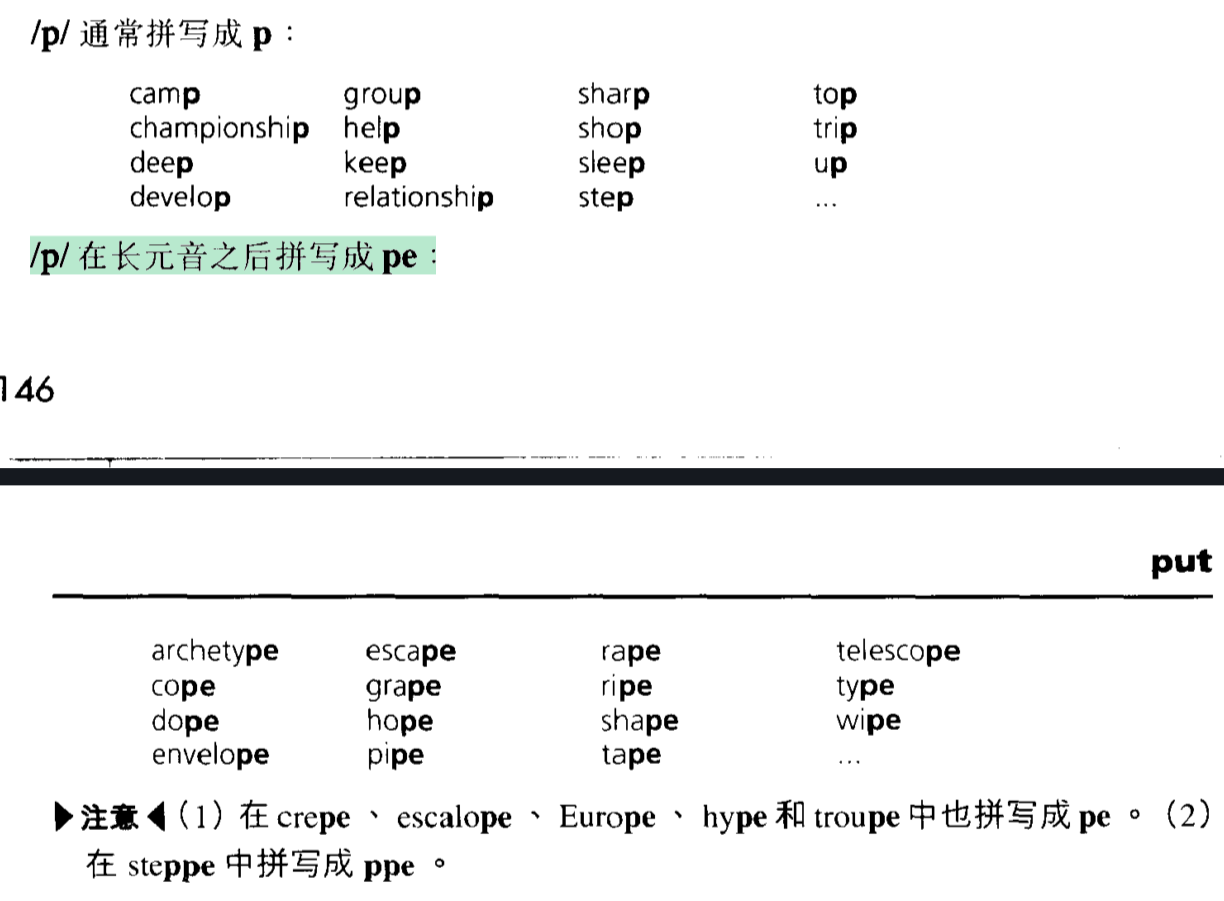 /p/ 通常拼写成 p：
camp group sharp top
championship help shop trip
deep keep sleep up
develop relationship step ...
/p/ 在长元音之后拼写成 pe：
146
put
archetype escape rape telescope
cope grape ripe type
dope hope shape wipe
envelope pipe tape ...
▶注意◀（1）在 crepe 、 escalope 、 Europe 、 hype 和 troupe 中也拼写成 pe 。（2）
在 steppe 中拼写成 ppe 。